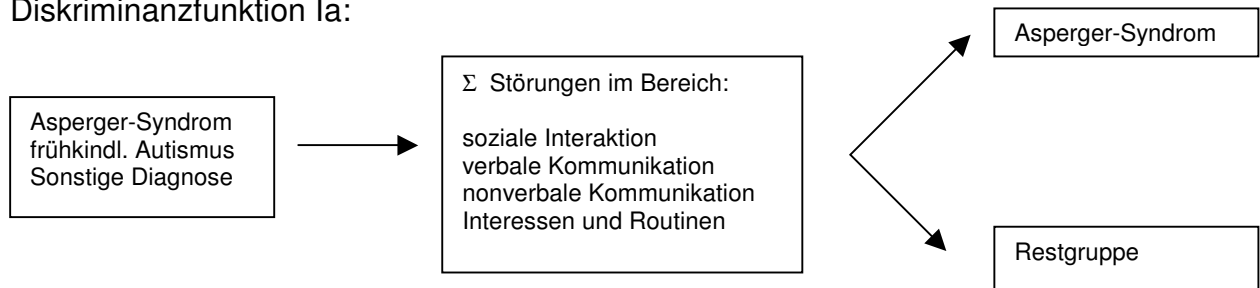 Diskriminanzfunktion Ia:
Asperger-Syndrom
frühkindl. Autismus
Sonstige Diagnose
Σ Störungen im Bereich:
soziale Interaktion
verbale Kommunikation
nonverbale Kommunikation
Interessen und Routinen
Asperger-Syndrom
Restgruppe